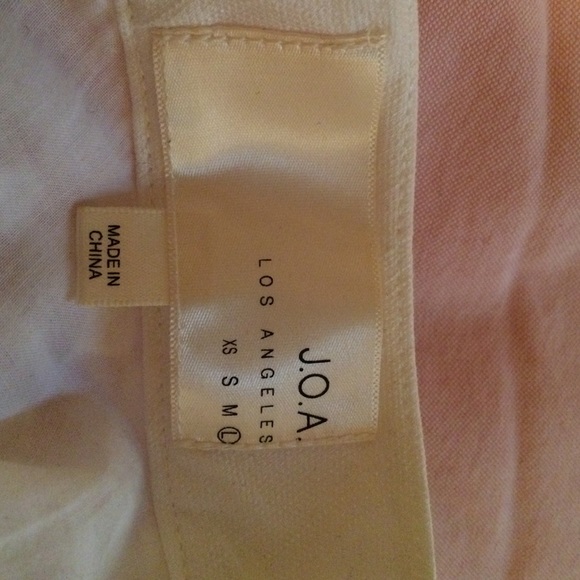 J.O.A.
LOS ANGELES
XS S M L
MADE IN
CHINA